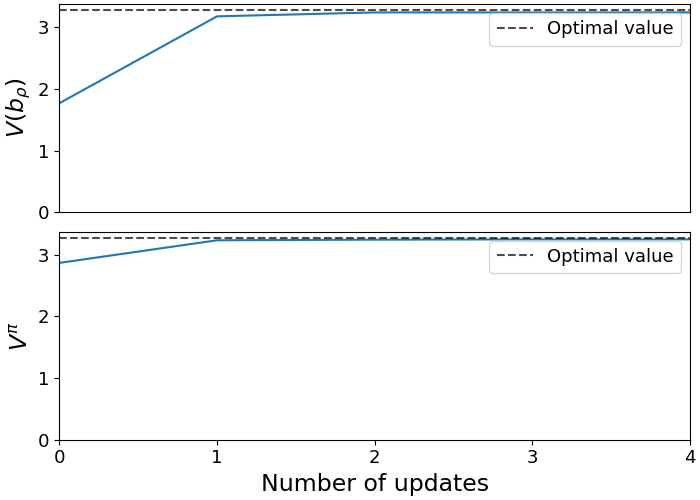 3
2
1
0
V(b_ρ)
Optimal value
3
2
1
0
V^π
Optimal value
0 1 2 3 4
Number of updates